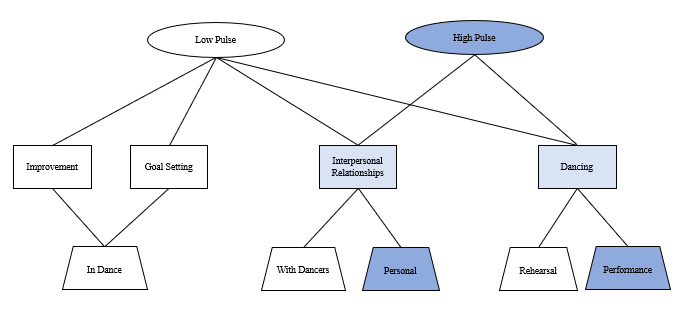 Low Pulse
High Pulse
Improvement
Goal Setting
Interpersonal
Relationships
Dancing
In Dance
With Dancers
Personal
Rehearsal
Performance